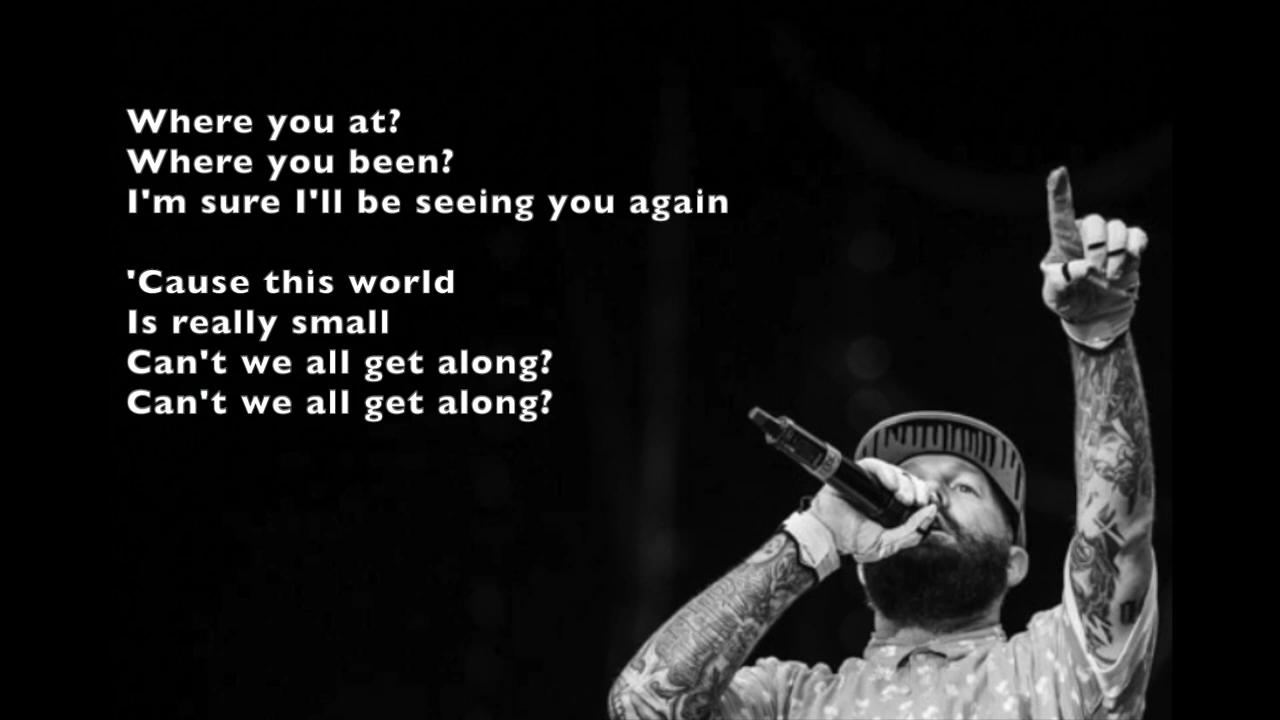 Where you at?
Where you been?
I'm sure I'll be seeing you again
'Cause this world
Is really small
Can't we all get along?
Can't we all get along?